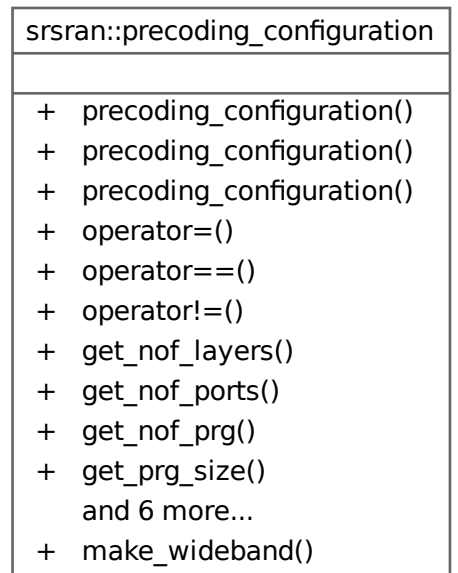 srsran::precoding_configuration
+ precoding_configuration()
+ precoding_configuration()
+ precoding_configuration()
+ operator=()
+ operator==()
+ operator!=()
+ get_nof_layers()
+ get_nof_ports()
+ get_nof_prg()
+ get_prg_size()
and 6 more...
+ make_wideband()